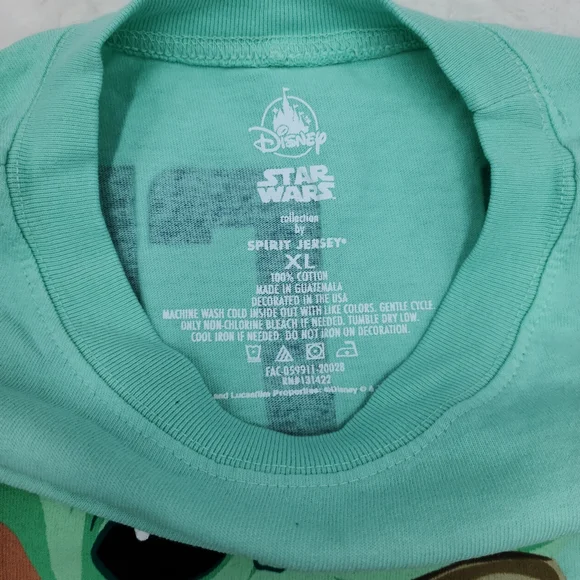 Disney
STAR
WARS
collection
by
SPIRIT JERSEY®
XL
100% COTTON
MADE IN GUATEMALA
DECORATED IN THE USA
MACHINE WASH COLD INSIDE OUT WITH LIKE COLORS. GENTLE CYCLE
ONLY NON-CHLORINE BLEACH IF NEEDED. TUMBLE DRY LOW.
COOL IRON IF NEEDED. DO NOT IRON ON DECORATION.
FAC-059911-20028
RN#131422
and Lucasfilm Properties: ©Disney ©